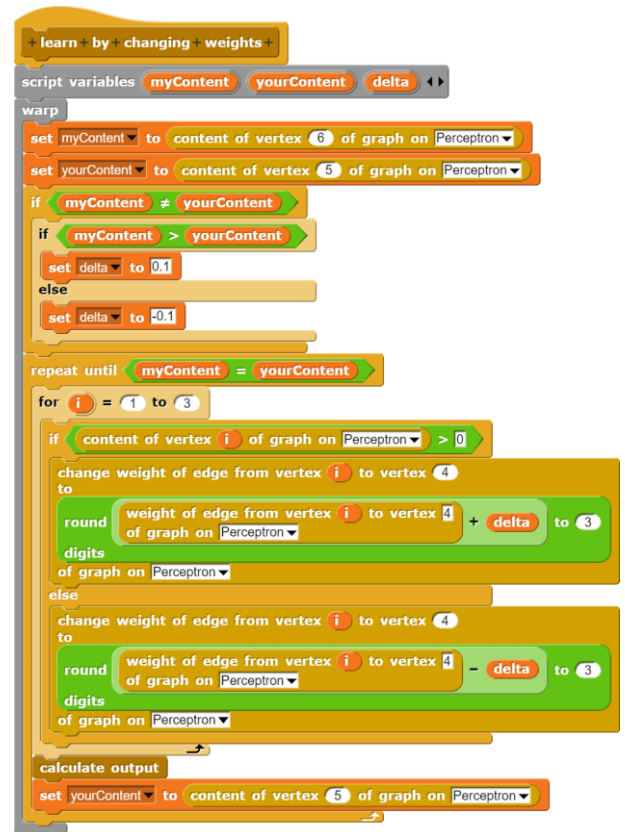 + learn + by + changing + weights +
script variables myContent yourContent delta
warp
set myContent to content of vertex 6 of graph on Perceptron
set yourContent to content of vertex 5 of graph on Perceptron
if myContent ≠ yourContent
if myContent > yourContent
set delta to 0.1
else
set delta to -0.1
repeat until myContent = yourContent
for i = 1 to 3
if content of vertex i of graph on Perceptron > 0
change weight of edge from vertex i to vertex 4
to
round weight of edge from vertex i to vertex 4 of graph on Perceptron + delta to 3
digits
of graph on Perceptron
else
change weight of edge from vertex i to vertex 4
to
round weight of edge from vertex i to vertex 4 of graph on Perceptron - delta to 3
digits
of graph on Perceptron
calculate output
set yourContent to content of vertex 5 of graph on Perceptron